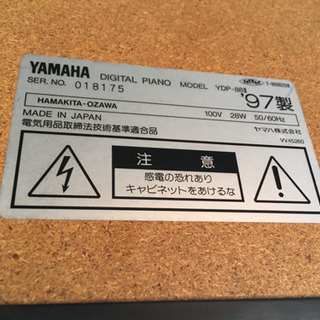 YAMAHA DIGITAL PIANO MODEL YDP-88Ⅱ
SER. NO. 018175 '97製
HAMAKITA-OZAWA 100V 28W 50/60Hz
MADE IN JAPAN ヤマハ株式会社
電気用品取締法技術基準適合品
VV45260
注 意
感電の恐れあり
キャビネットをあけるな